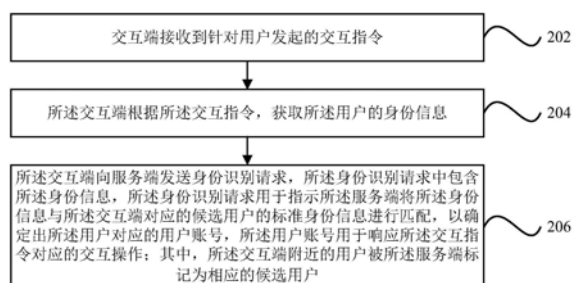 交互端接收到针对用户发起的交互指令
202
所述交互端根据所述交互指令，获取所述用户的身份信息
204
所述交互端向服务端发送身份识别请求，所述身份识别请求中包含
所述身份信息，所述身份识别请求用于指示所述服务端将所述身份
信息与所述交互端对应的候选用户的标准身份信息进行匹配，以确
定出所述用户对应的用户账号，所述用户账号用于响应所述交互指
令对应的交互操作；其中，所述交互端附近的用户被所述服务端标
记为相应的候选用户
206